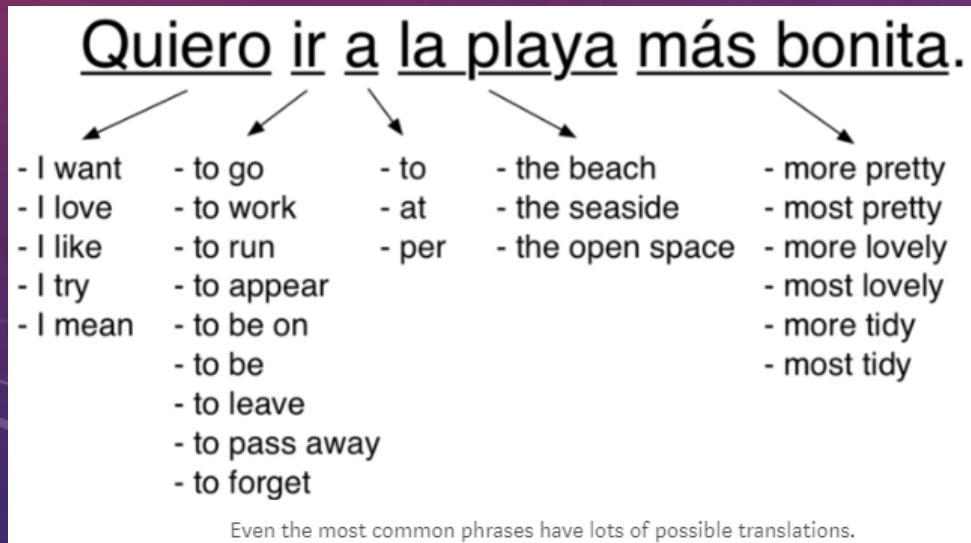 Quiero ir a la playa más bonita.
- I want - to go - to - the beach - more pretty
- I love - to work - at - the seaside - most pretty
- I like - to run - per - the open space - more lovely
- I try - to appear - most lovely
- I mean - to be on - more tidy
- to be - most tidy
- to leave
- to pass away
- to forget
Even the most common phrases have lots of possible translations.